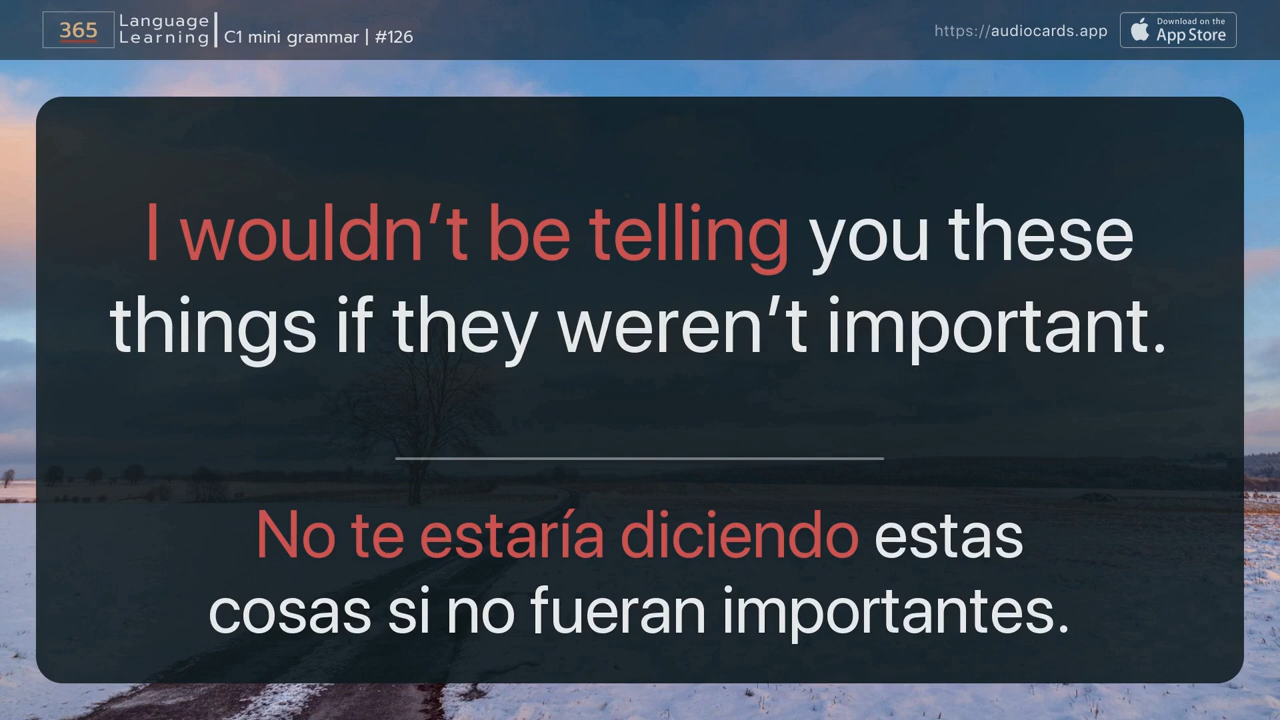 365
Language
Learning
C1 mini grammar | #126
https://audiocards.app
Download on the
App Store
I wouldn’t be telling you these
things if they weren’t important.
No te estaría diciendo estas
cosas si no fueran importantes.